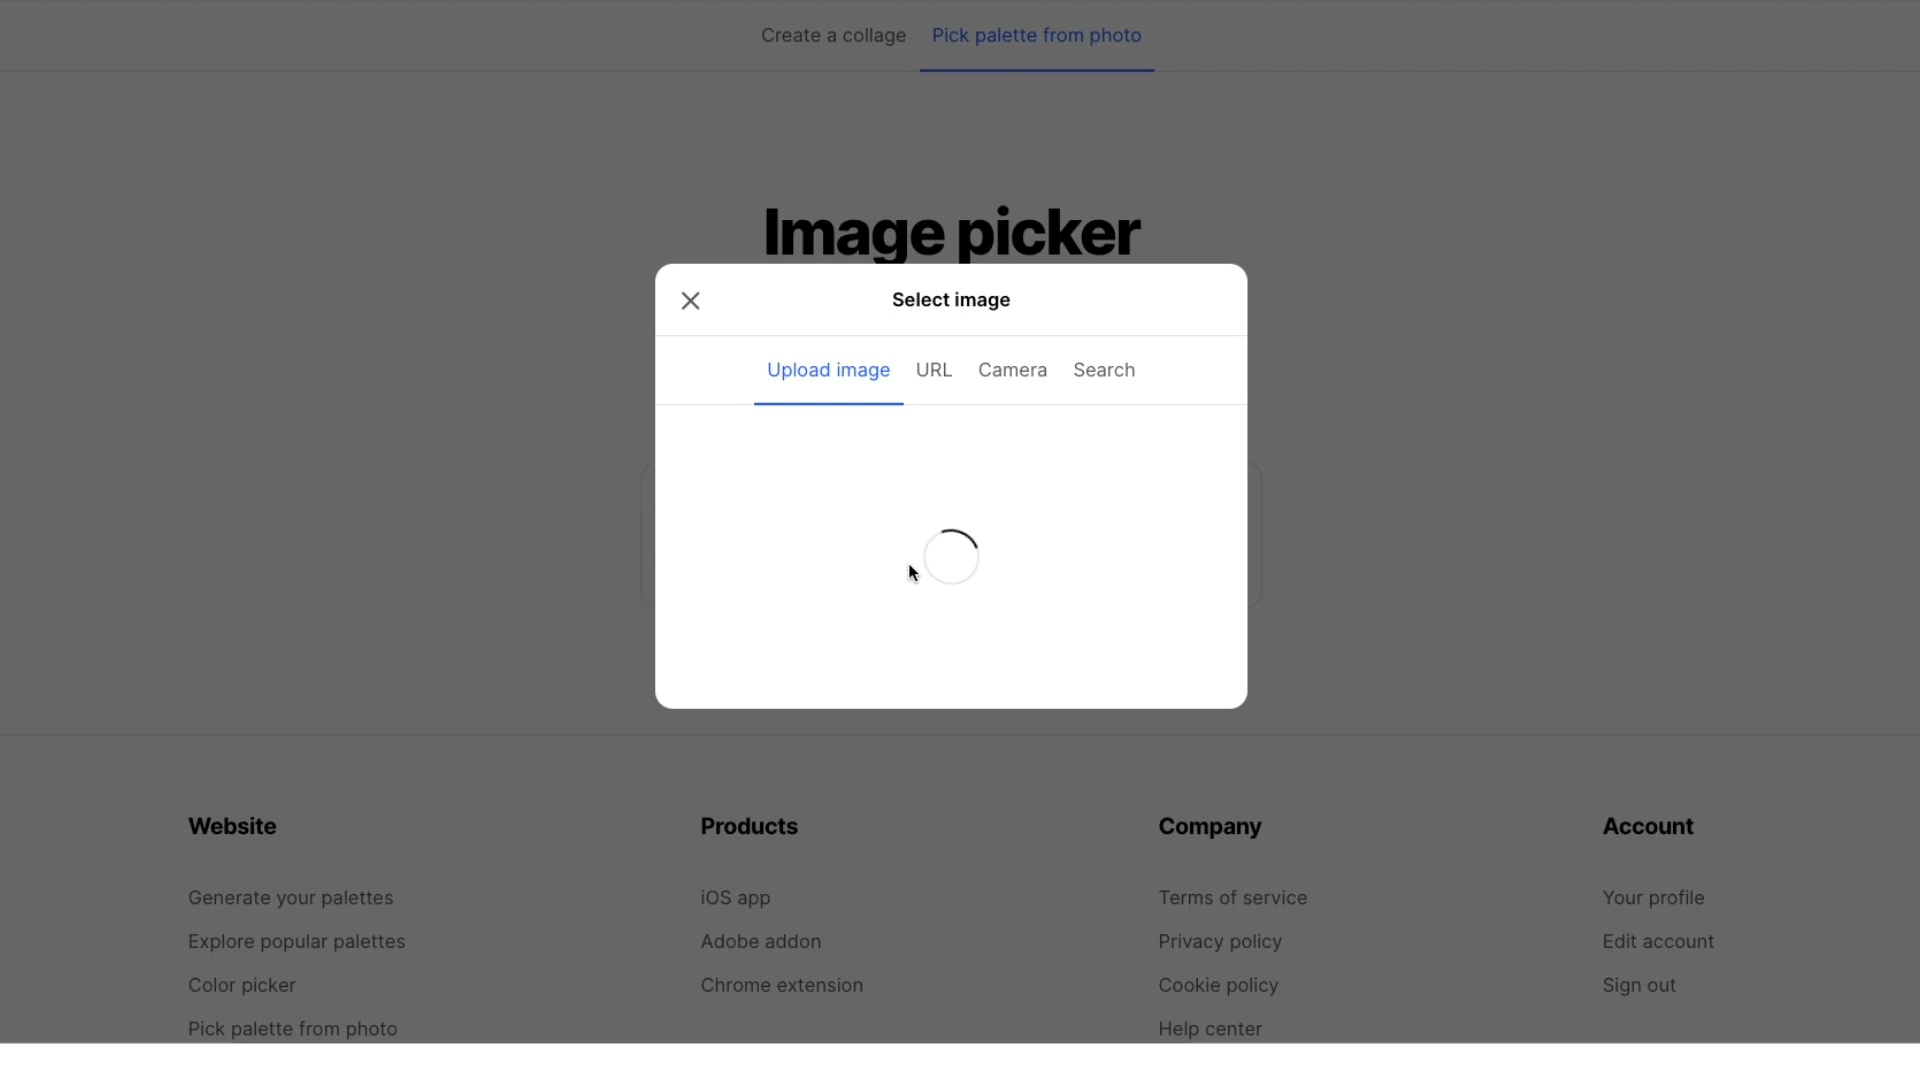 Create a collage Pick palette from photo
Image picker
Select image
Upload image URL Camera Search
Website Products Company Account
Generate your palettes iOS app Terms of service Your profile
Explore popular palettes Adobe addon Privacy policy Edit account
Color picker Chrome extension Cookie policy Sign out
Pick palette from photo Help center